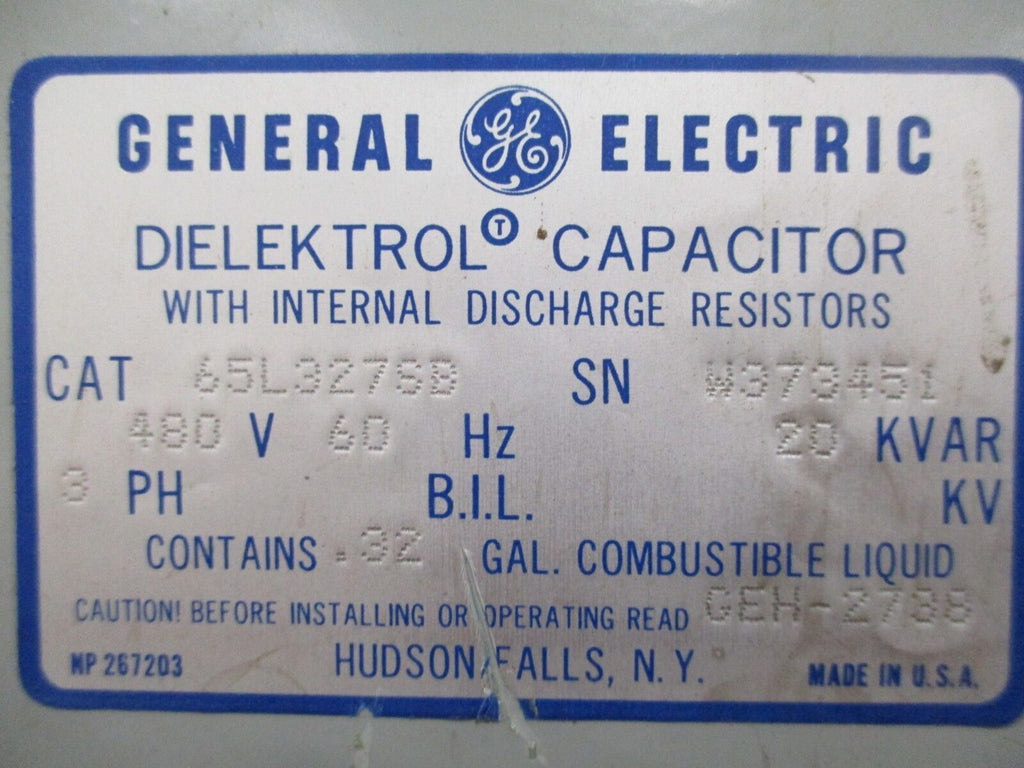 GENERAL GE ELECTRIC
DIELEKTROL Ⓣ CAPACITOR
WITH INTERNAL DISCHARGE RESISTORS
CAT 65L327SB SN W373451
480 V 60 Hz 20 KVAR
3 PH B.I.L. KV
CONTAINS .32 GAL. COMBUSTIBLE LIQUID
CAUTION! BEFORE INSTALLING OR OPERATING READ GEH-2788
NP 267203 HUDSON FALLS, N.Y. MADE IN U.S.A.